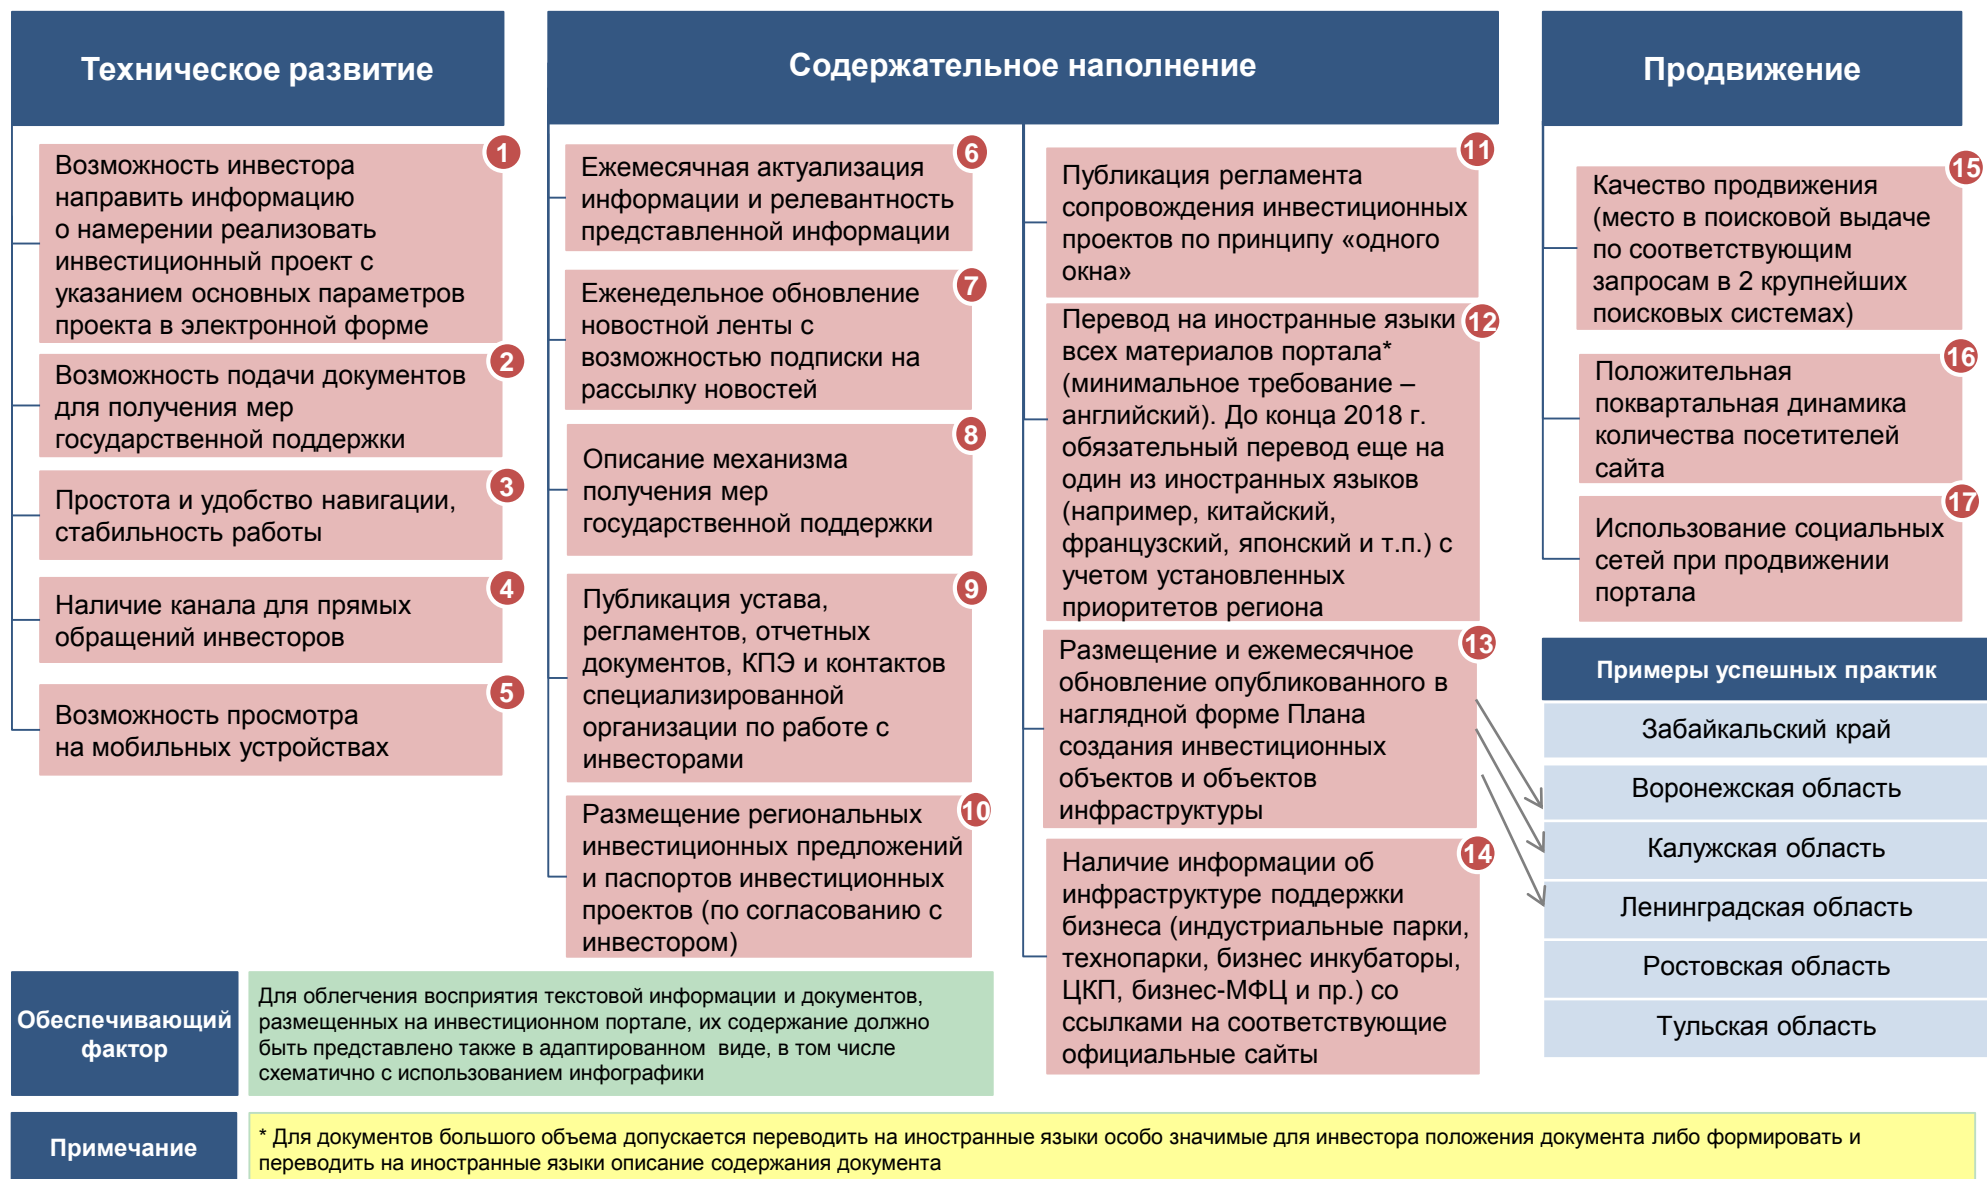 Техническое развитие
1
Возможность инвестора
направить информацию
о намерении реализовать
инвестиционный проект с
указанием основных параметров
проекта в электронной форме
2
Возможность подачи документов
для получения мер
государственной поддержки
3
Простота и удобство навигации,
стабильность работы
4
Наличие канала для прямых
обращений инвесторов
5
Возможность просмотра
на мобильных устройствах
Содержательное наполнение
6
Ежемесячная актуализация
информации и релевантность
представленной информации
7
Еженедельное обновление
новостной ленты с
возможностью подписки на
рассылку новостей
8
Описание механизма
получения мер
государственной поддержки
9
Публикация устава,
регламентов, отчетных
документов, КПЭ и контактов
специализированной
организации по работе с
инвесторами
10
Размещение региональных
инвестиционных предложений
и паспортов инвестиционных
проектов (по согласованию с
инвестором)
11
Публикация регламента
сопровождения инвестиционных
проектов по принципу «одного
окна»
12
Перевод на иностранные языки
всех материалов портала*
(минимальное требование –
английский). До конца 2018 г.
обязательный перевод еще на
один из иностранных языков
(например, китайский,
французский, японский и т.п.) с
учетом установленных
приоритетов региона
13
Размещение и ежемесячное
обновление опубликованного в
наглядной форме Плана
создания инвестиционных
объектов и объектов
инфраструктуры
14
Наличие информации об
инфраструктуре поддержки
бизнеса (индустриальные парки,
технопарки, бизнес инкубаторы,
ЦКП, бизнес-МФЦ и пр.) со
ссылками на соответствующие
официальные сайты
Продвижение
15
Качество продвижения
(место в поисковой выдаче
по соответствующим
запросам в 2 крупнейших
поисковых системах)
16
Положительная
поквартальная динамика
количества посетителей
сайта
17
Использование социальных
сетей при продвижении
портала
Примеры успешных практик
Забайкальский край
Воронежская область
Калужская область
Ленинградская область
Ростовская область
Тульская область
Обеспечивающий
фактор
Для облегчения восприятия текстовой информации и документов,
размещенных на инвестиционном портале, их содержание должно
быть представлено также в адаптированном виде, в том числе
схематично с использованием инфографики
Примечание
* Для документов большого объема допускается переводить на иностранные языки особо значимые для инвестора положения документа либо формировать и
переводить на иностранные языки описание содержания документа